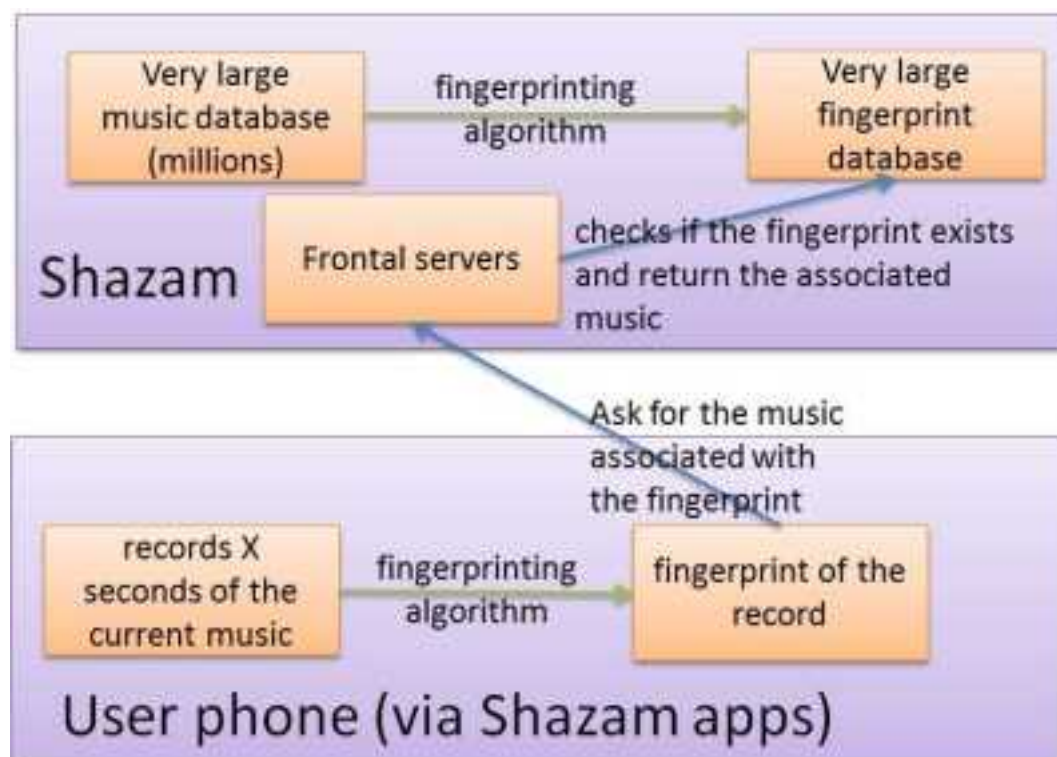 Very large
music database
(millions)
fingerprinting
algorithm
Very large
fingerprint
database
Shazam
Frontal servers
checks if the fingerprint exists
and return the associated
music
Ask for the music
associated with
the fingerprint
records X
seconds of the
current music
fingerprinting
algorithm
fingerprint of the
record
User phone (via Shazam apps)